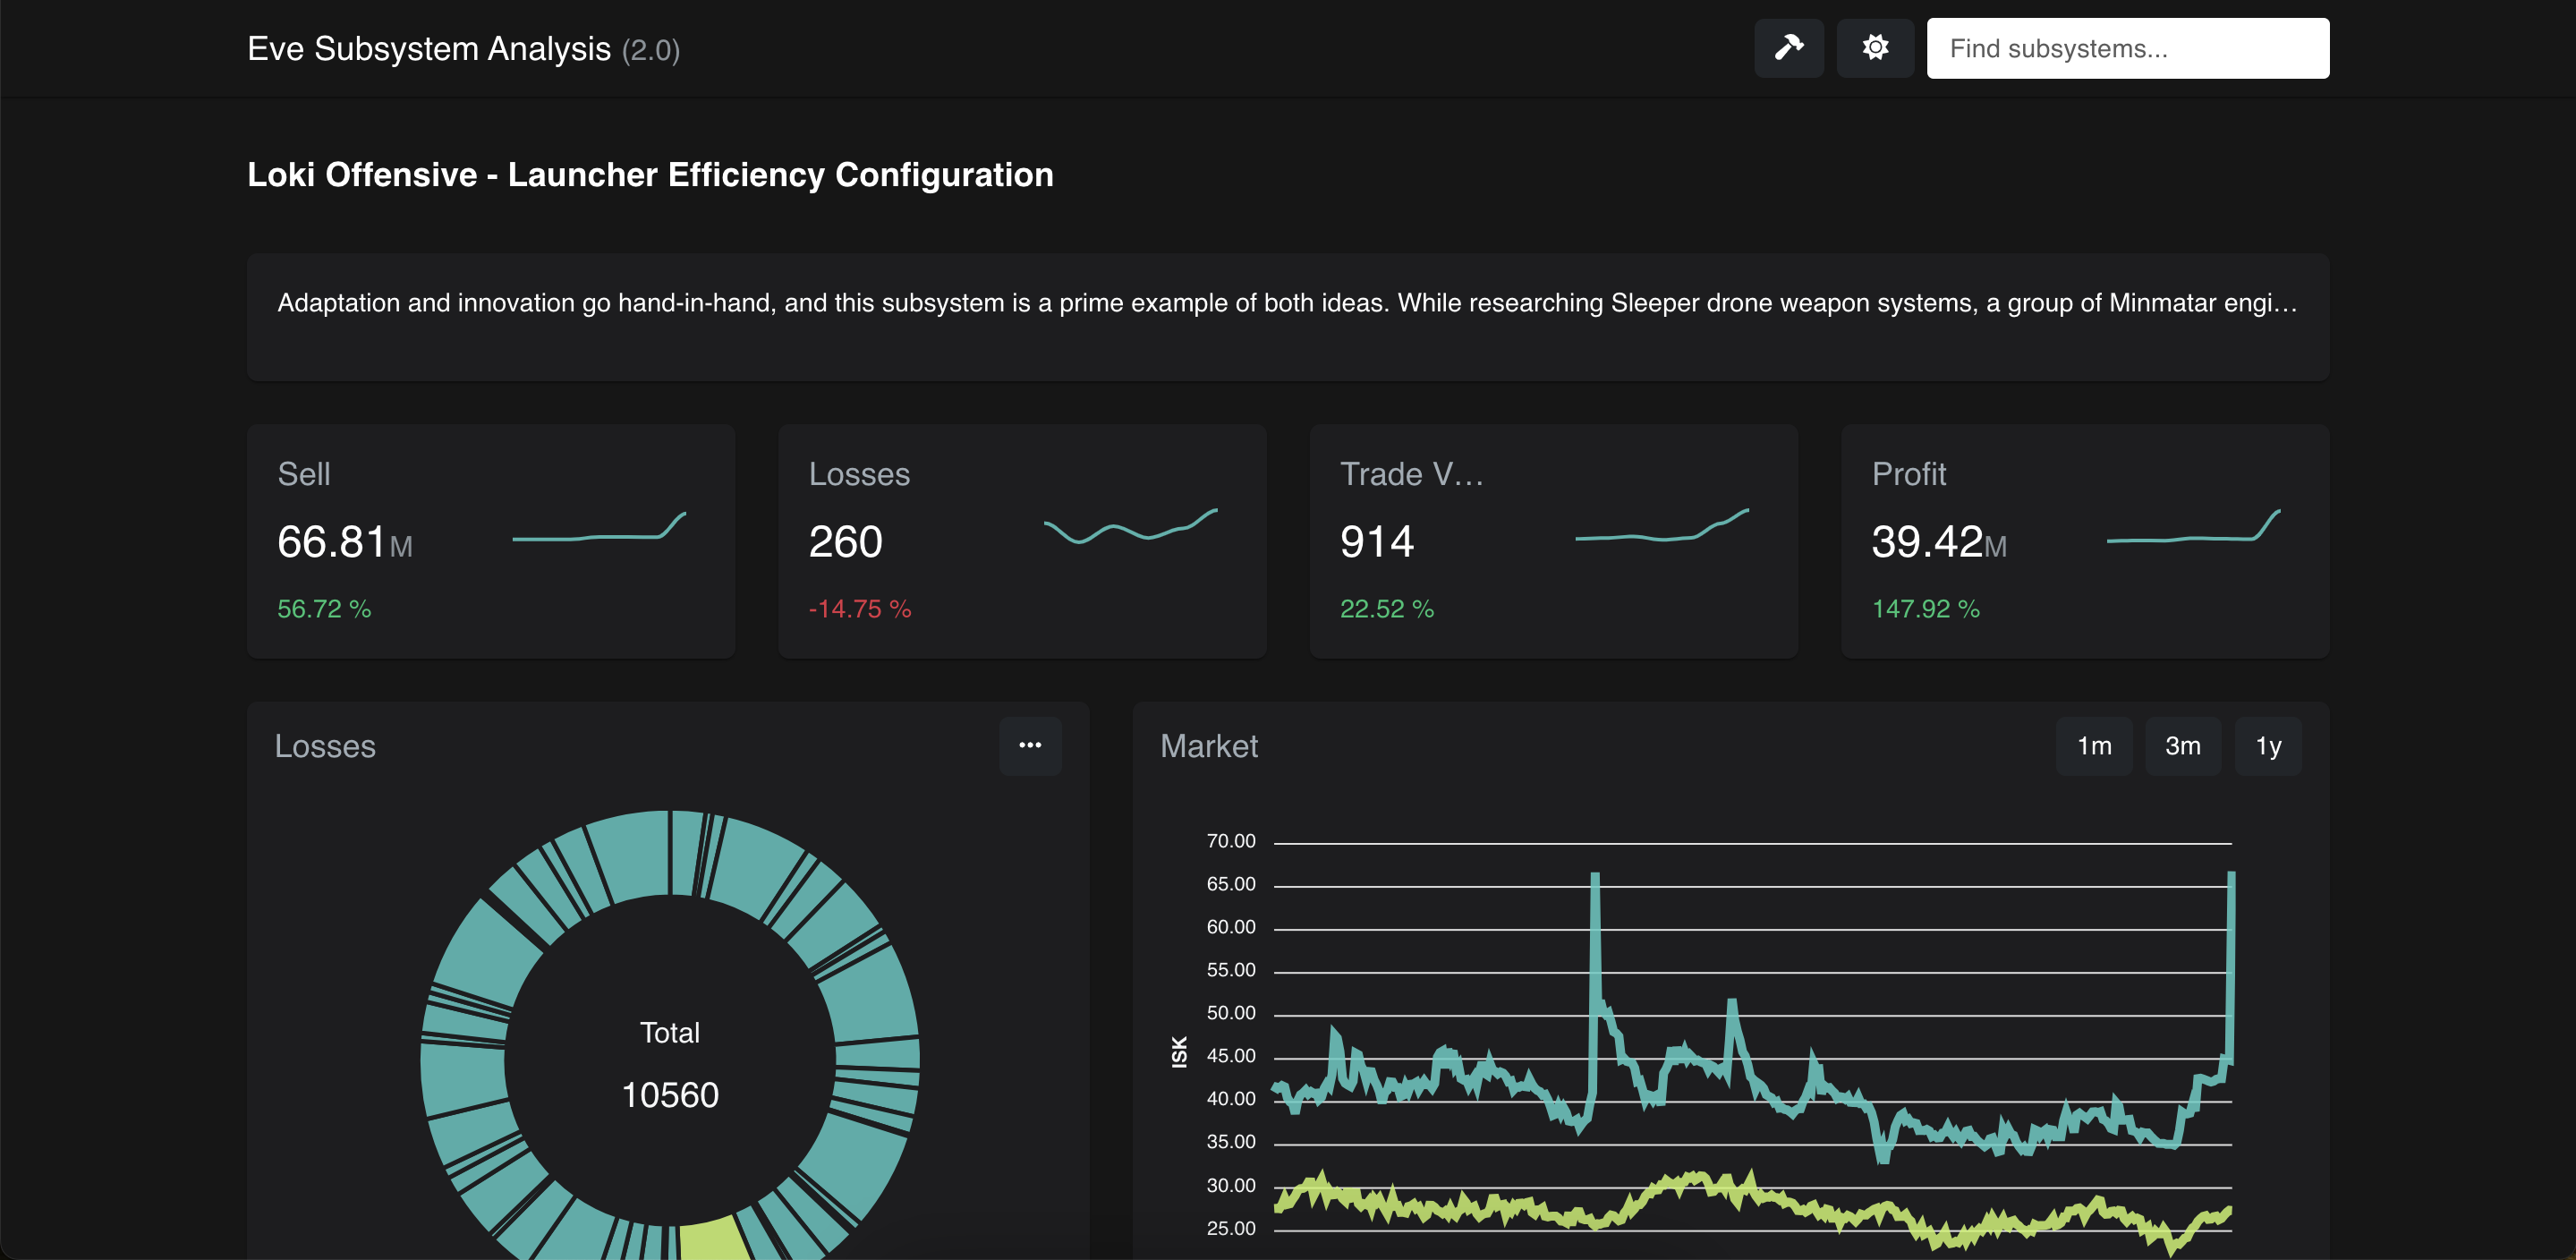 Eve Subsystem Analysis (2.0)
Find subsystems...
Loki Offensive - Launcher Efficiency Configuration
Adaptation and innovation go hand-in-hand, and this subsystem is a prime example of both ideas. While researching Sleeper drone weapon systems, a group of Minmatar engi...
Sell
66.81M
56.72 %
Losses
260
-14.75 %
Trade V...
914
22.52 %
Profit
39.42M
147.92 %
Losses
Total
10560
Market
1m
3m
1y
70.00
65.00
60.00
55.00
50.00
45.00
40.00
35.00
30.00
25.00
ISK